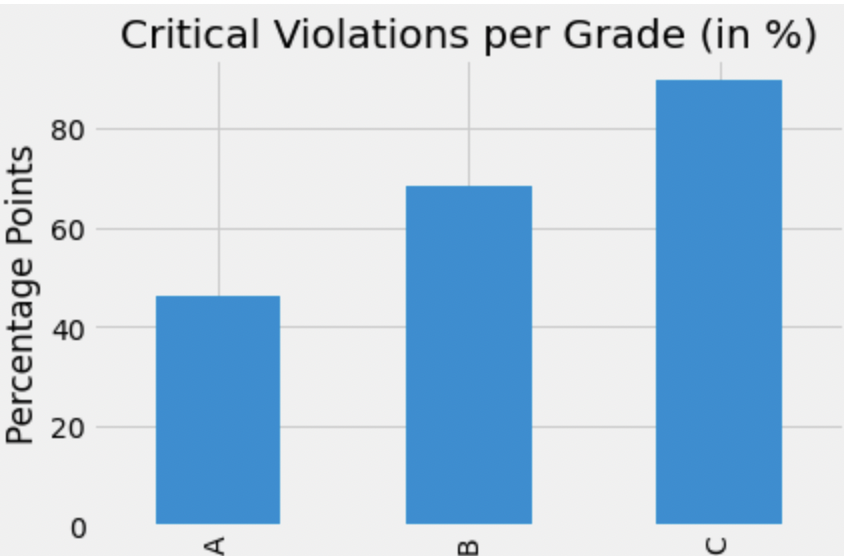 Critical Violations per Grade (in %)
Percentage Points
80
60
40
20
0
A
B
C